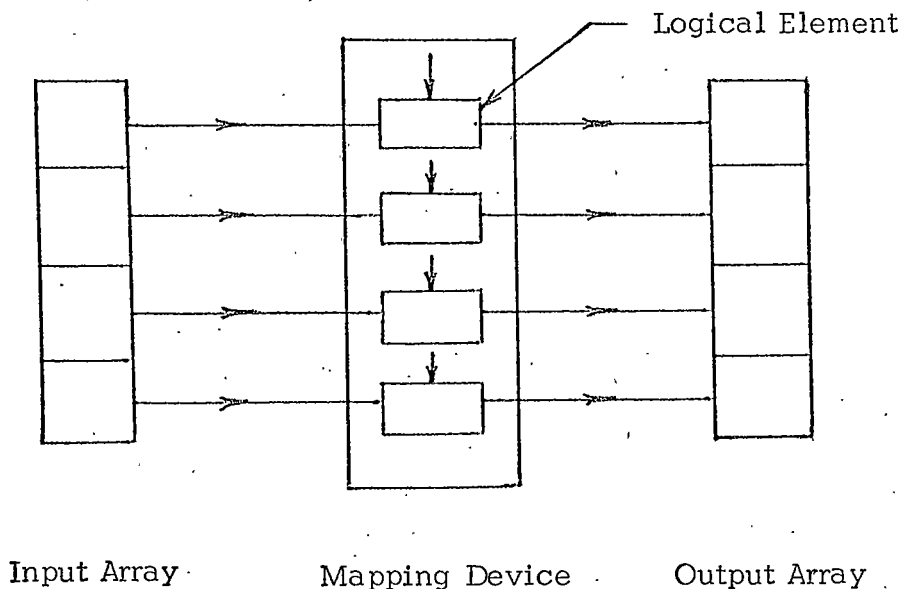 Logical Element
Input Array
Mapping Device
Output Array